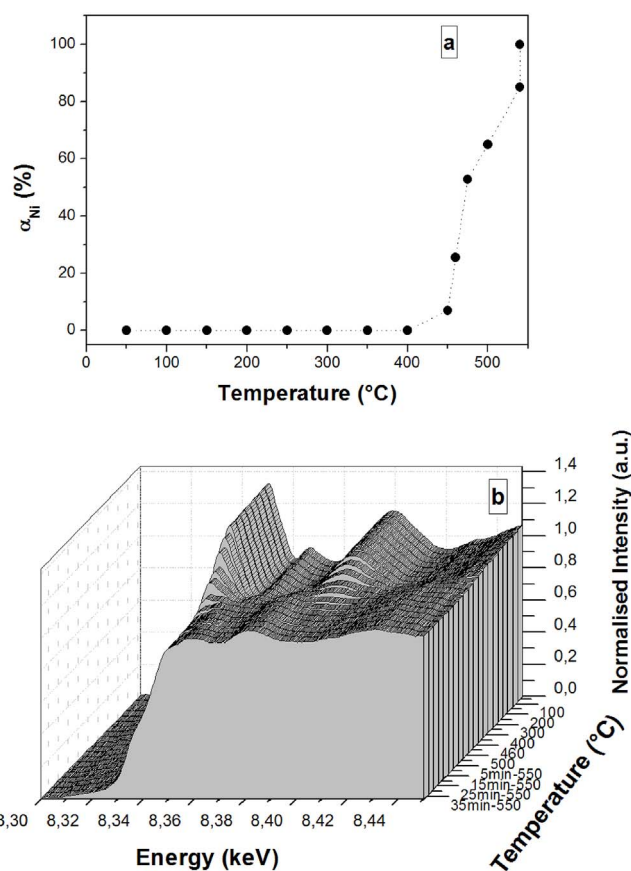 a
100
80
60
40
20
0
α_Ni (%)
0 100 200 300 400 500
Temperature (°C)
b
1,4
1,2
1,0
0,8
0,6
0,4
0,2
0,0
Normalised Intensity (a.u.)
100
200
300
400
460
500
5min-550
15min-550
25min-550
35min-550
Temperature (°C)
8,30 8,32 8,34 8,36 8,38 8,40 8,42 8,44
Energy (keV)